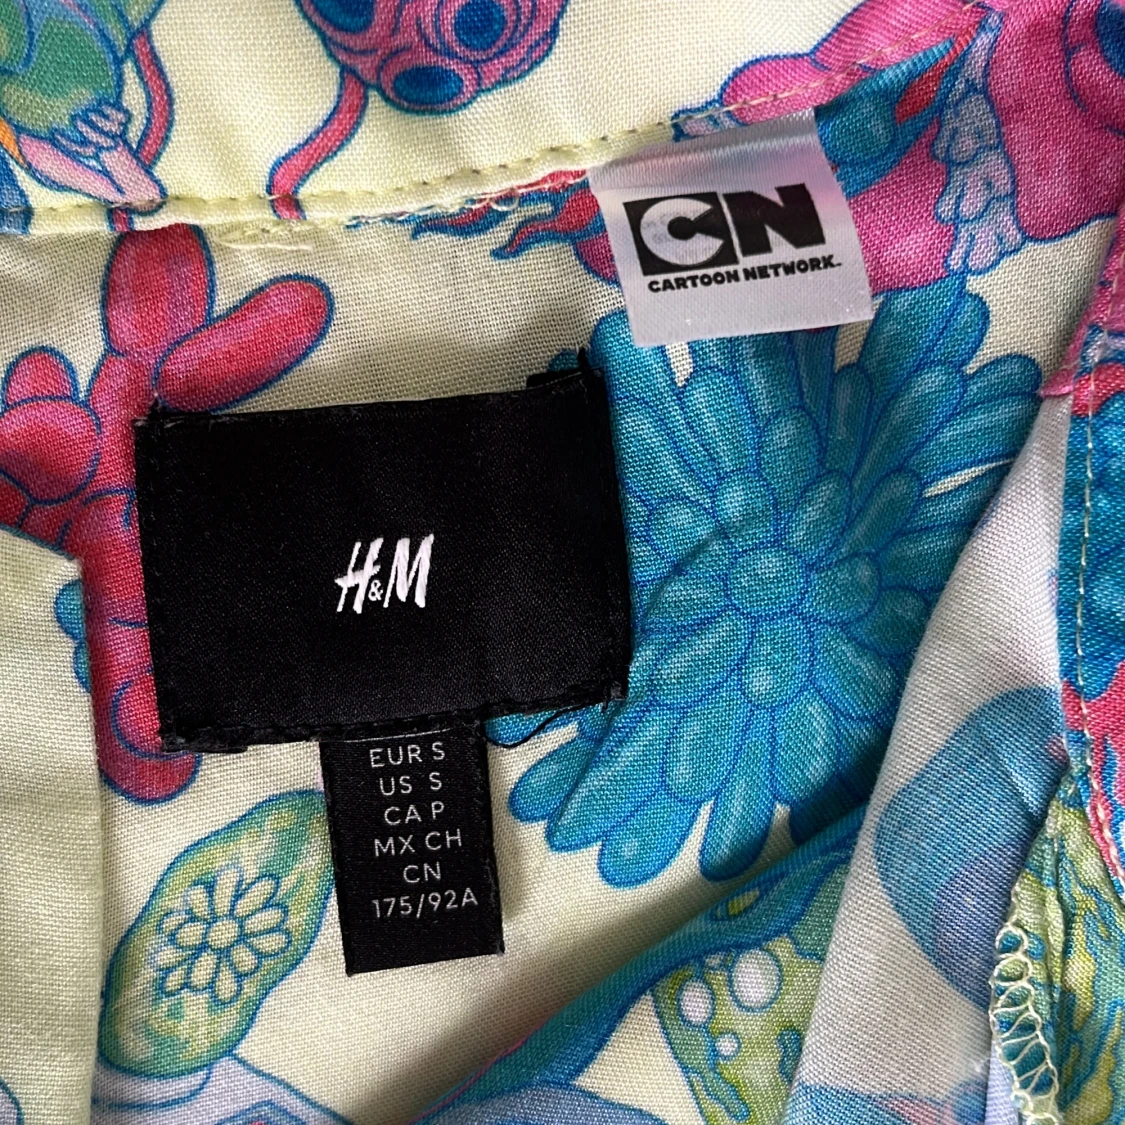 CN
CARTOON NETWORK.
H&M
EUR S
US S
CA P
MX CH
CN
175/92A